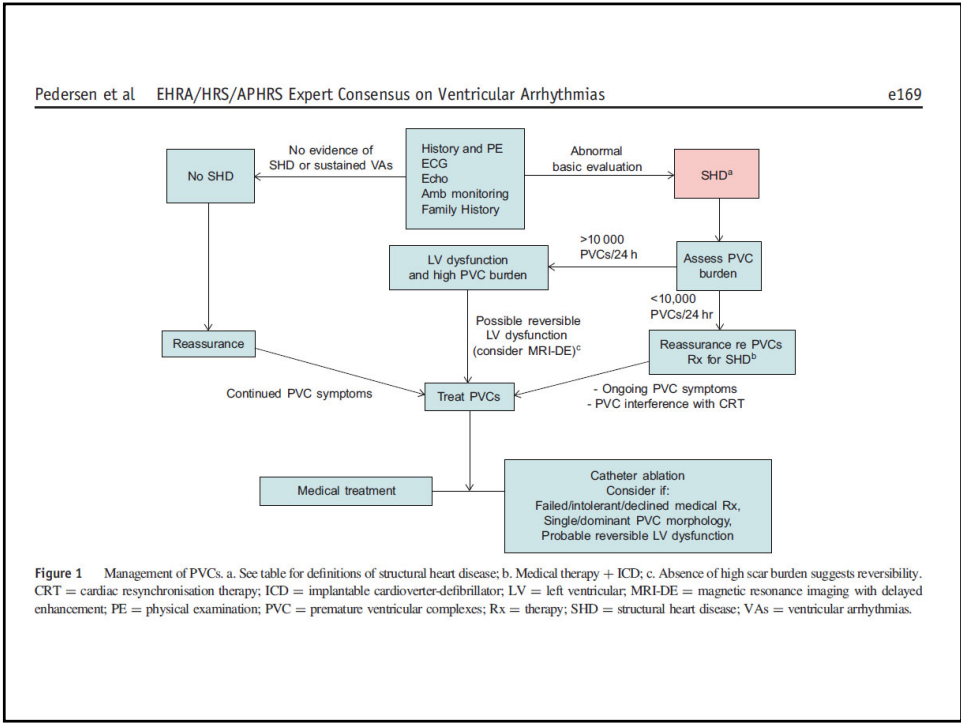 Pedersen et al EHRA/HRS/APHRS Expert Consensus on Ventricular Arrhythmias e169
No SHD
No evidence of
SHD or sustained VAs
History and PE
ECG
Echo
Amb monitoring
Family History
Abnormal
basic evaluation
SHDa
LV dysfunction
and high PVC burden
>10 000
PVCs/24 h
Assess PVC
burden
<10,000
PVCs/24 hr
Reassurance
Possible reversible
LV dysfunction
(consider MRI-DE)c
Reassurance re PVCs
Rx for SHDb
Continued PVC symptoms
Treat PVCs
- Ongoing PVC symptoms
- PVC interference with CRT
Medical treatment
Catheter ablation
Consider if:
Failed/intolerant/declined medical Rx,
Single/dominant PVC morphology,
Probable reversible LV dysfunction
Figure 1 Management of PVCs. a. See table for definitions of structural heart disease; b. Medical therapy + ICD; c. Absence of high scar burden suggests reversibility.
CRT = cardiac resynchronisation therapy; ICD = implantable cardioverter-defibrillator; LV = left ventricular; MRI-DE = magnetic resonance imaging with delayed
enhancement; PE = physical examination; PVC = premature ventricular complexes; Rx = therapy; SHD = structural heart disease; VAs = ventricular arrhythmias.